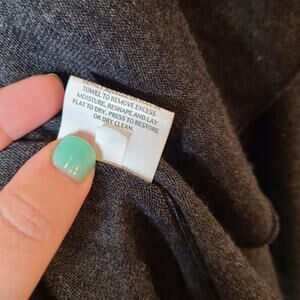 TOWEL TO REMOVE EXCESS
MOISTURE. RESHAPE AND LAY
FLAT TO DRY. PRESS TO RESTORE
OR DRY CLEAN.